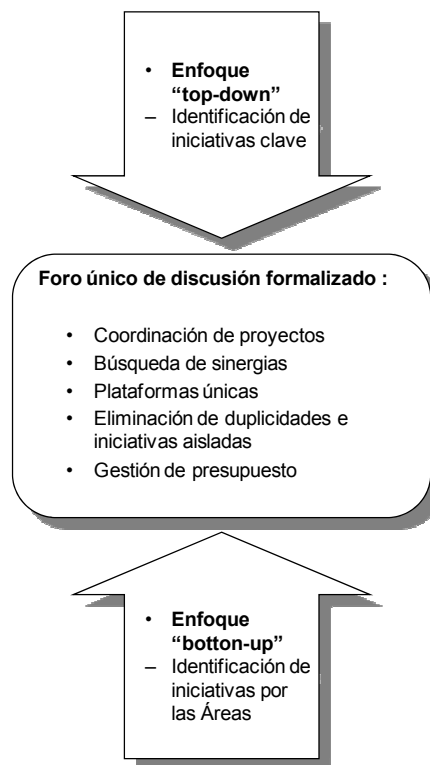 • Enfoque
“top-down”
– Identificación de
iniciativas clave
Foro único de discusión formalizado :
• Coordinación de proyectos
• Búsqueda de sinergias
• Plataformas únicas
• Eliminación de duplicidades e
iniciativas aisladas
• Gestión de presupuesto
• Enfoque
“botton-up”
– Identificación de
iniciativas por
las Áreas